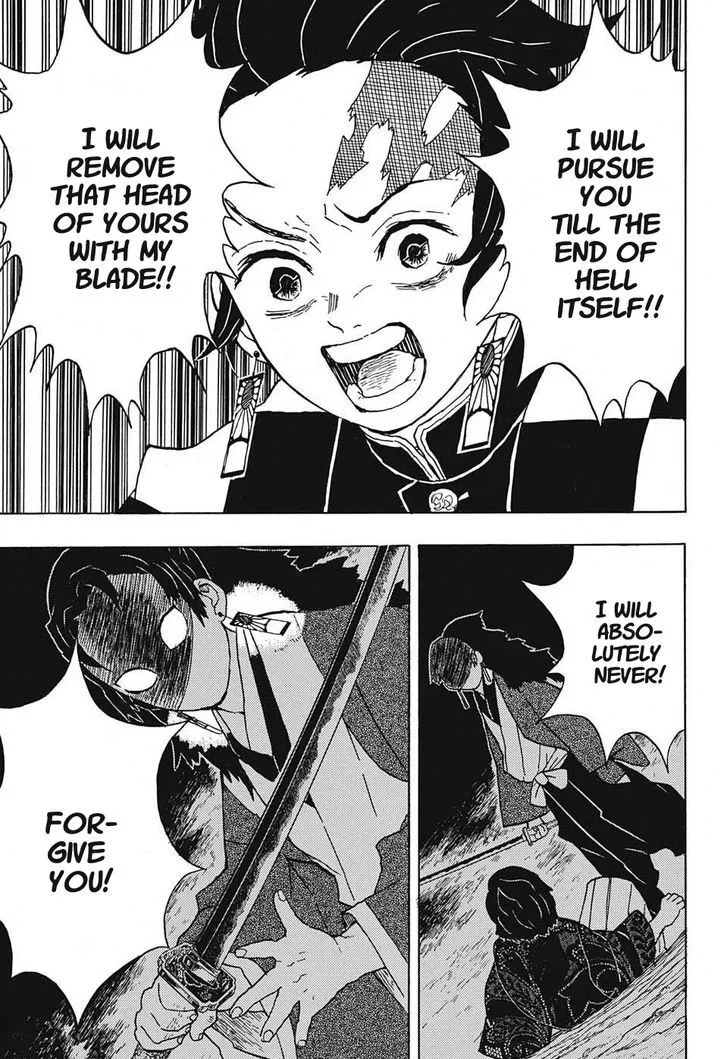 I WILL
PURSUE
YOU
TILL THE
END OF
HELL
ITSELF!!
I WILL
REMOVE
THAT HEAD
OF YOURS
WITH MY
BLADE!!
I WILL
ABSO-
LUTELY
NEVER!
FOR-
GIVE
YOU!